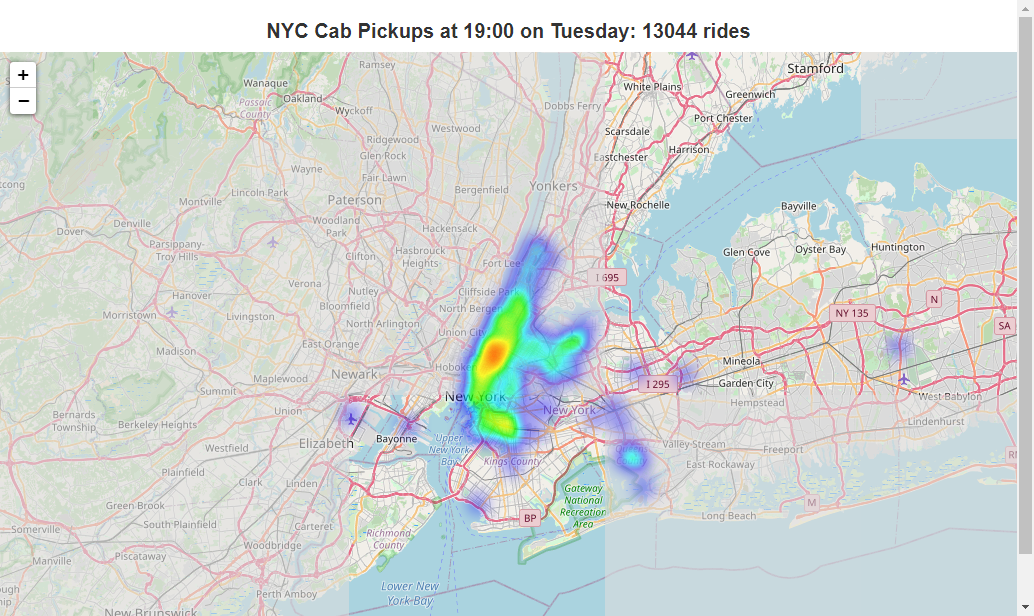 NYC Cab Pickups at 19:00 on Tuesday: 13044 rides
+
−
Ramsey
Stamford
Wanaque
White Plains
Greenwich
Oakland
Passaic
County
Wyckoff
Dobbs Ferry
Port Chester
Westwood
Scarsdale
Ridgewood
Harrison
Glen Rock
Eastchester
Wayne
Fair Lawn
Bergenfield
Yonkers
Lincoln Park
Paterson
Montville
New Rochelle
Bayville
Woodland
Park
Denville
Dover
Hackensack
Parsippany-
Troy Hills
Hasbrouck
Heights
Clifton
Fort Lee
Glen Cove
Oyster Bay
Huntington
I 695
Verona
Nutley
Cliffside Park
Hanover
Bloomfield
North Bergen
N
NY 135
Morristown
Livingston
North Arlington
Union City
SA
East Orange
Madison
Mineola
Newark
Hoboken
Maplewood
I 295
Garden City
Summit
New York
Hempstead
West Babylon
Union
New York
Bernards
Township
Berkeley Heights
Lindenhurst
Elizabeth
Bayonne
Upper
New York
Bay
Valley Stream
Freeport
Westfield
Kings County
East Rockaway
Plainfield
Clark
Linden
Gateway
National
Recreation
Area
Green Brook
M
Long Beach
BP
South Plainfield
Carteret
Richmond
County
Somerville
Woodbridge
Piscataway
Manville
Perth Amboy
Lower New
York Bay
New Brunswick